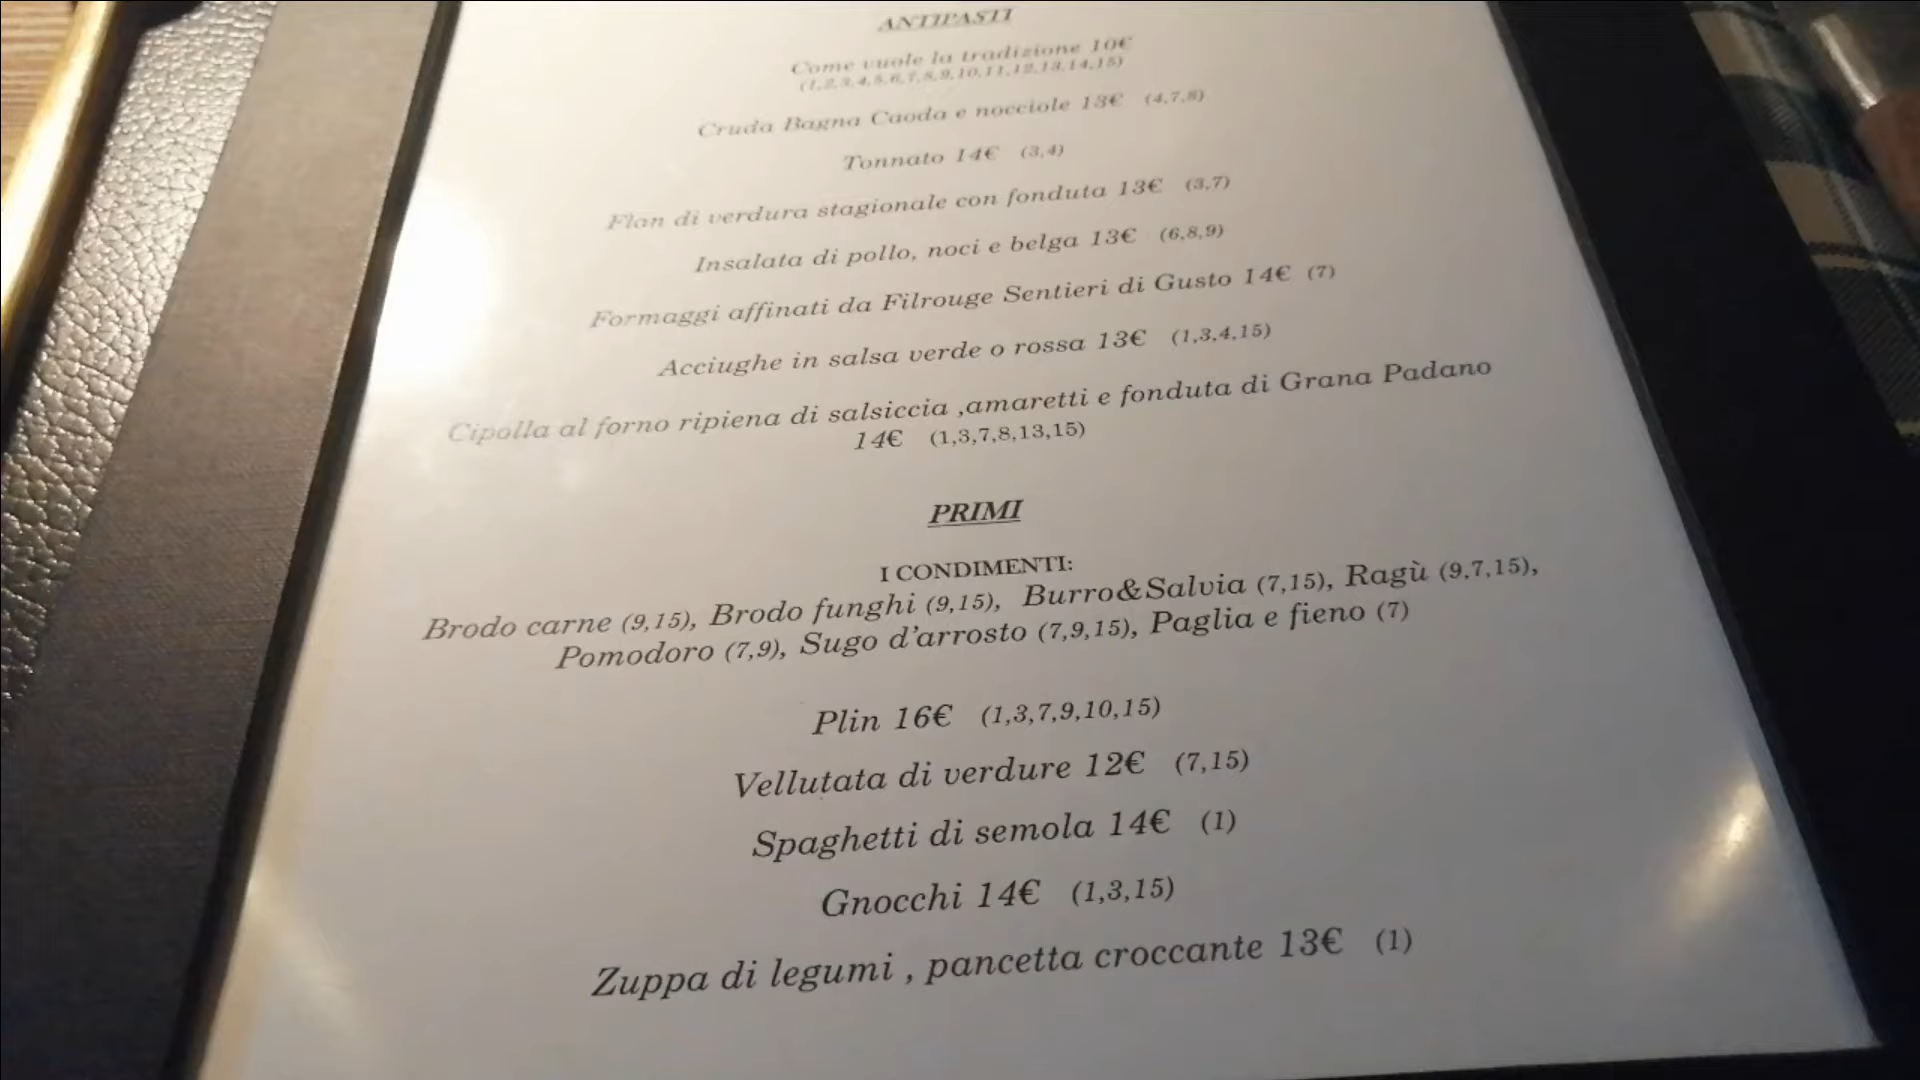 ANTIPASTI
Come vuole la tradizione 10€
(1,2,3,4,5,6,7,8,9,10,11,12,13,14,15)
Cruda Bagna Caoda e nocciole 13€ (4,7,8)
Tonnato 14€ (3,4)
Flan di verdura stagionale con fonduta 13€ (3,7)
Insalata di pollo, noci e belga 13€ (6,8,9)
Formaggi affinati da Filrouge Sentieri di Gusto 14€ (7)
Acciughe in salsa verde o rossa 13€ (1,3,4,15)
Cipolla al forno ripiena di salsiccia ,amaretti e fonduta di Grana Padano
14€ (1,3,7,8,13,15)
PRIMI
I CONDIMENTI:
Brodo carne (9,15), Brodo funghi (9,15), Burro&Salvia (7,15), Ragù (9,7,15),
Pomodoro (7,9), Sugo d'arrosto (7,9,15), Paglia e fieno (7)
Plin 16€ (1,3,7,9,10,15)
Vellutata di verdure 12€ (7,15)
Spaghetti di semola 14€ (1)
Gnocchi 14€ (1,3,15)
Zuppa di legumi , pancetta croccante 13€ (1)